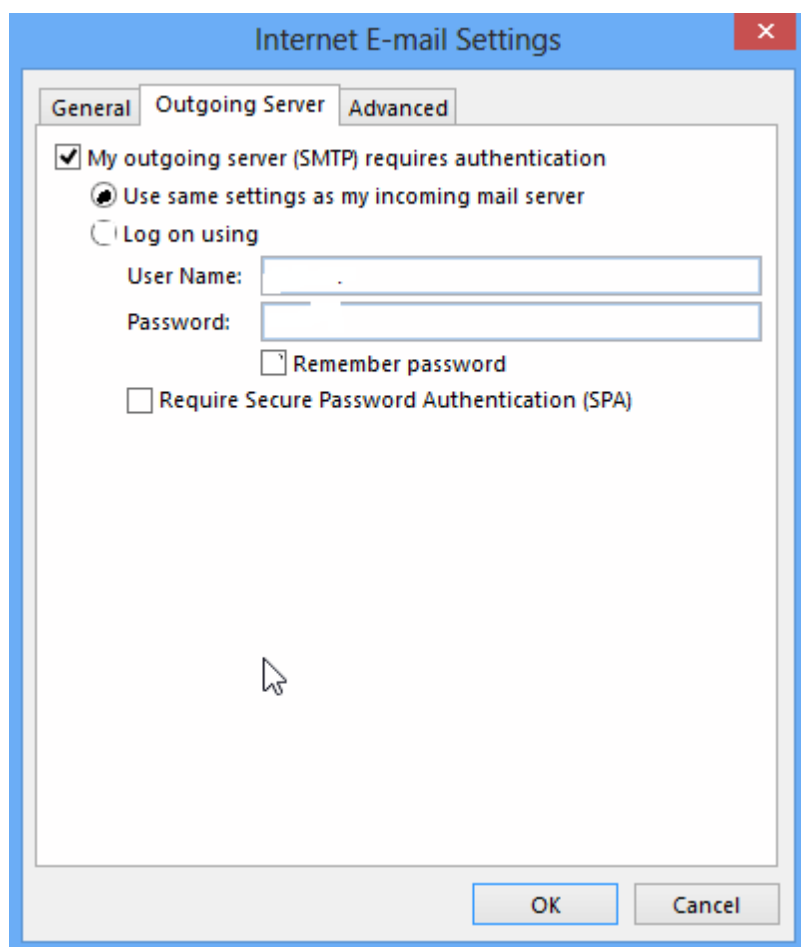 Internet E-mail Settings
General Outgoing Server Advanced
My outgoing server (SMTP) requires authentication
Use same settings as my incoming mail server
Log on using
User Name:
Password:
Remember password
Require Secure Password Authentication (SPA)
OK Cancel